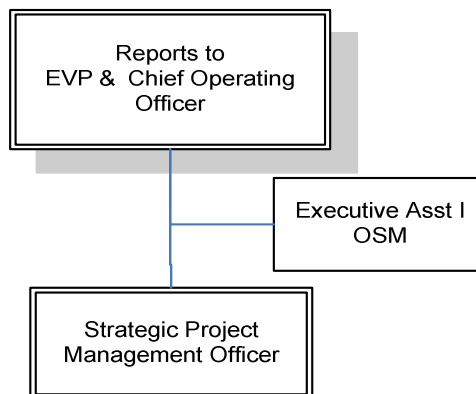 Reports to
EVP & Chief Operating
Officer
Executive Asst I
OSM
Strategic Project
Management Officer